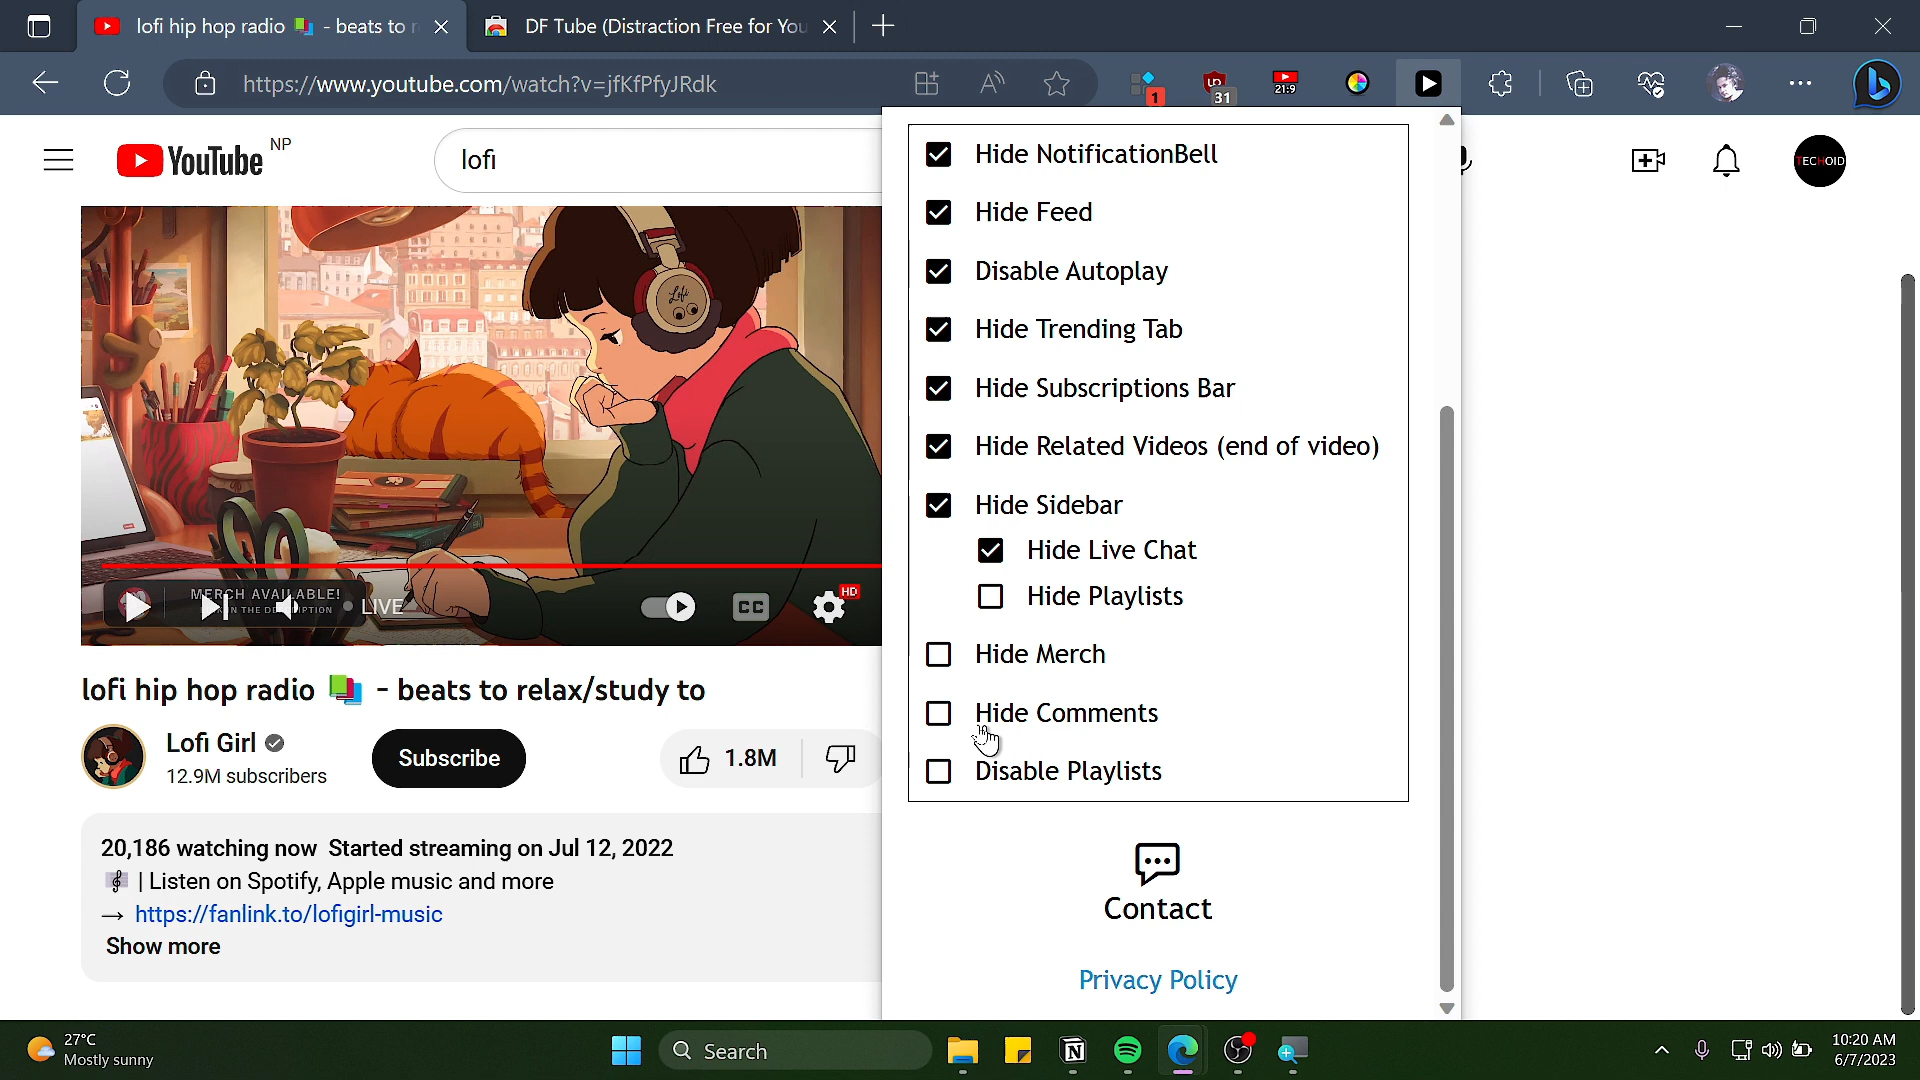 lofi hip hop radio 📚 - beats to r
DF Tube (Distraction Free for You
https://www.youtube.com/watch?v=jfKfPfyJRdk
1
31
21:9
YouTube NP
lofi
TECHOID
Hide NotificationBell
Hide Feed
Disable Autoplay
Hide Trending Tab
Hide Subscriptions Bar
Hide Related Videos (end of video)
Hide Sidebar
Hide Live Chat
Hide Playlists
Hide Merch
Hide Comments
Disable Playlists
Contact
Privacy Policy
Lofi
MERCH AVAILABLE!
LIVE
CC
HD
lofi hip hop radio 📚 - beats to relax/study to
Lofi Girl
12.9M subscribers
Subscribe
1.8M
20,186 watching now Started streaming on Jul 12, 2022
🎼 | Listen on Spotify, Apple music and more
→ https://fanlink.to/lofigirl-music
Show more
27°C
Mostly sunny
Search
10:20 AM
6/7/2023